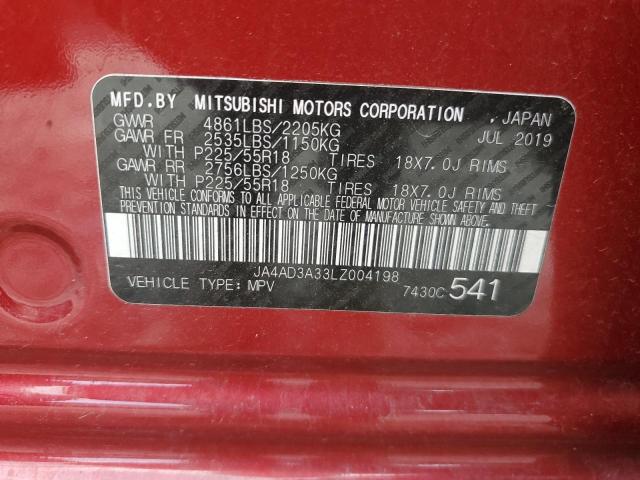 MFD.BY MITSUBISHI MOTORS CORPORATION , JAPAN
GVWR 4861LBS/2205KG JUL 2019
GAWR FR 2535LBS/1150KG
WITH P225/55R18 TIRES 18X7.0J RIMS
GAWR RR 2756LBS/1250KG
WITH P225/55R18 TIRES 18X7.0J RIMS
THIS VEHICLE CONFORMS TO ALL APPLICABLE FEDERAL MOTOR VEHICLE SAFETY AND THEFT
PREVENTION STANDARDS IN EFFECT ON THE DATE OF MANUFACTURE SHOWN ABOVE.
JA4AD3A33LZ004198
VEHICLE TYPE: MPV 7430C 541